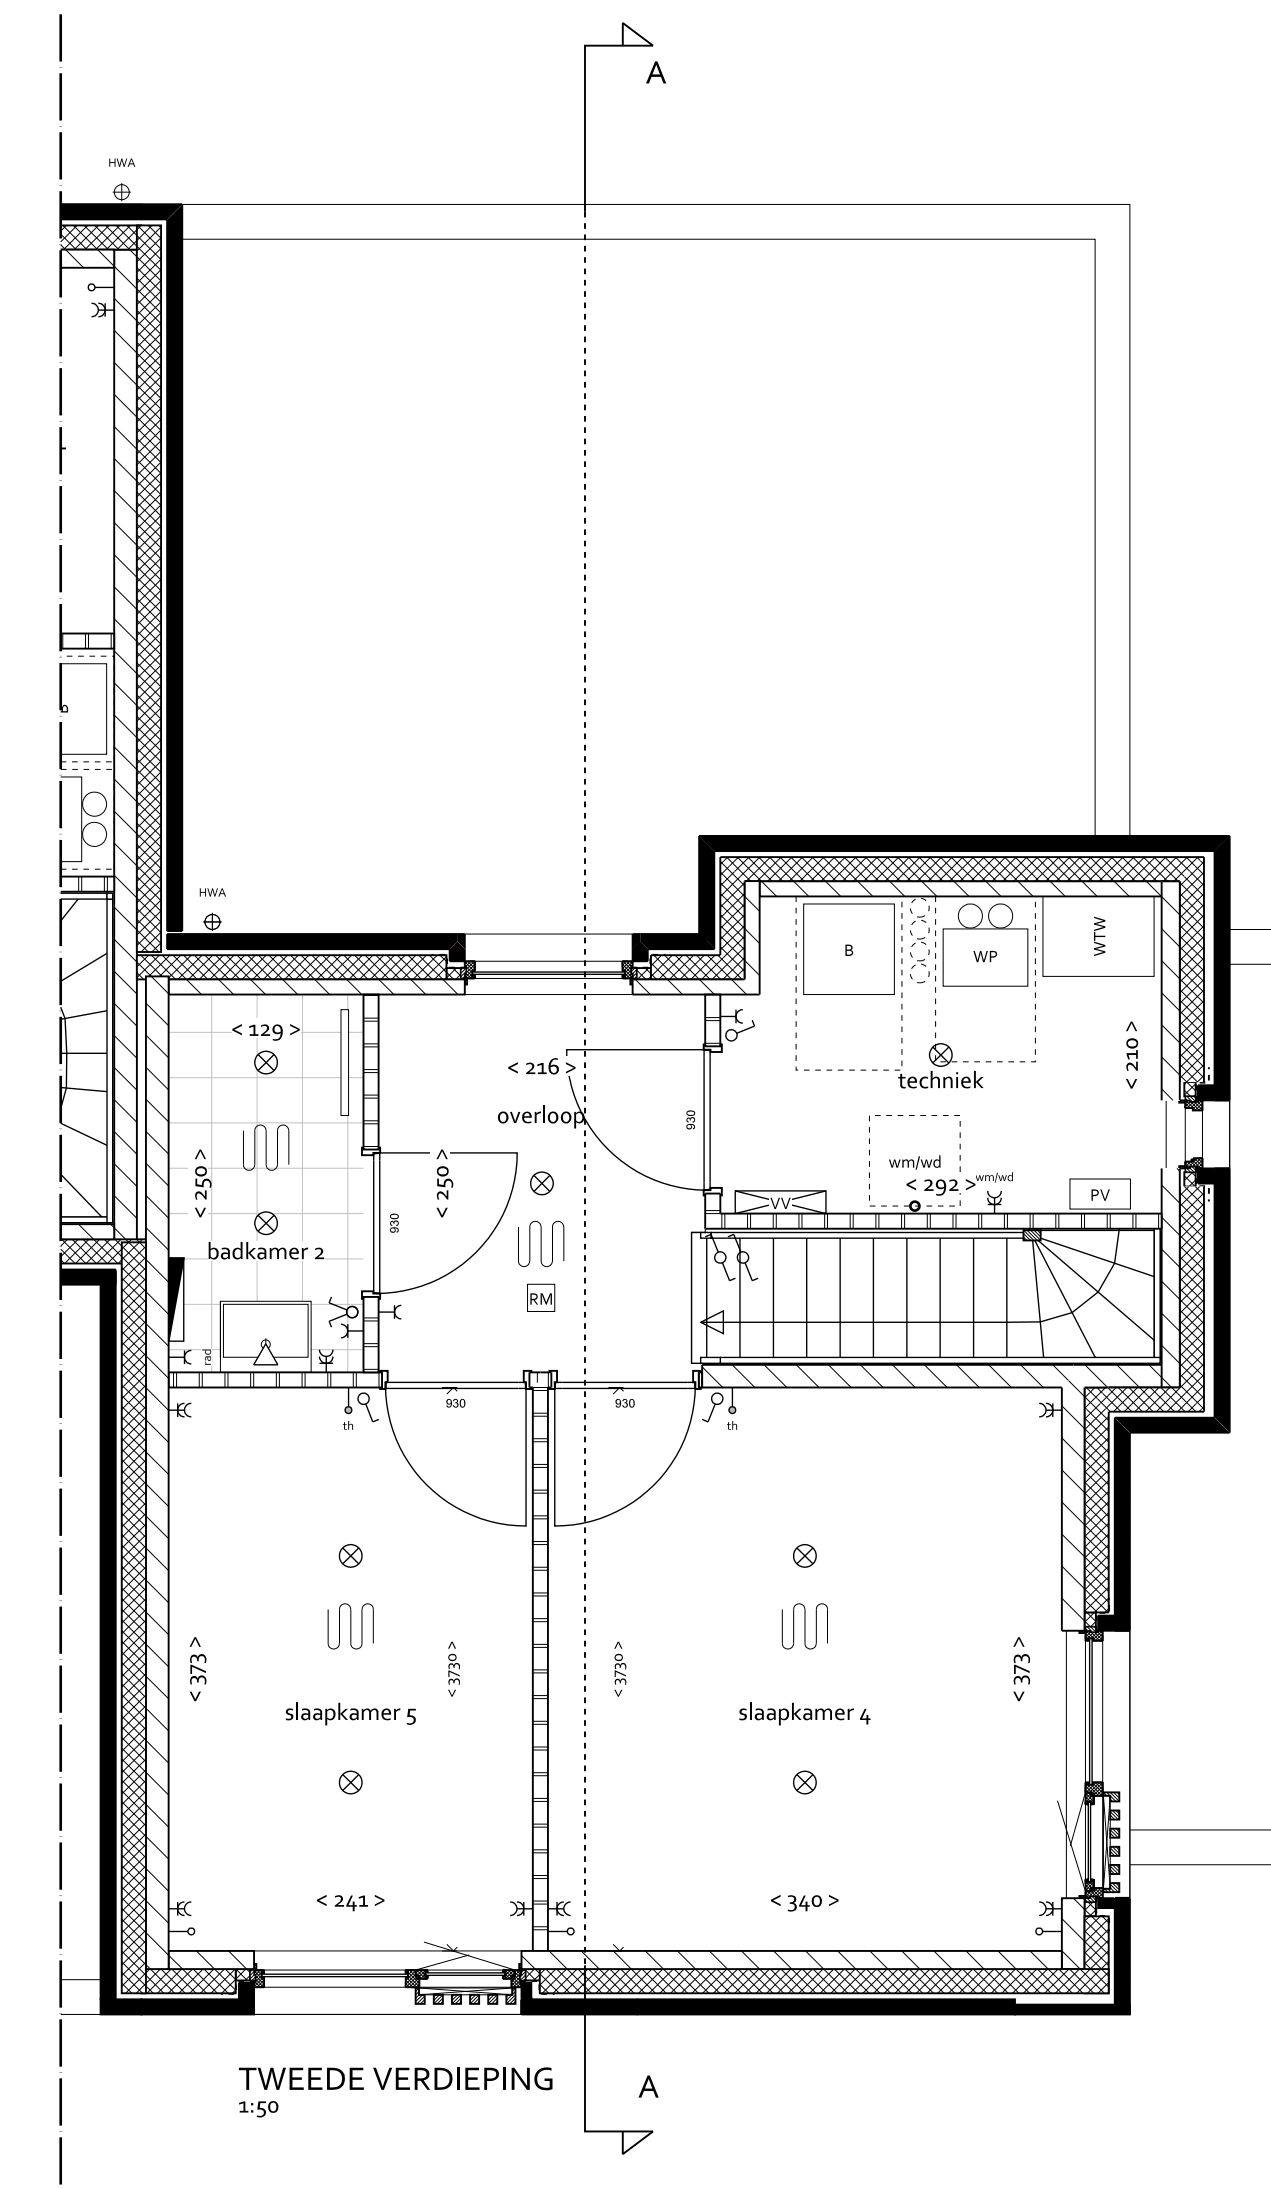 A
HWA
B
HWA
B
WP
WTW
< 129 >
< 216 >
overloop
930
techniek
< 210 >
< 250 >
< 250 >
930
badkamer 2
wm/wd
< 292 >
wm/wd
VV
PV
RM
rad
930
930
th
th
< 373 >
< 3730 >
< 3730 >
< 373 >
slaapkamer 5
slaapkamer 4
< 241 >
< 340 >
TWEEDE VERDIEPING
1:50
A